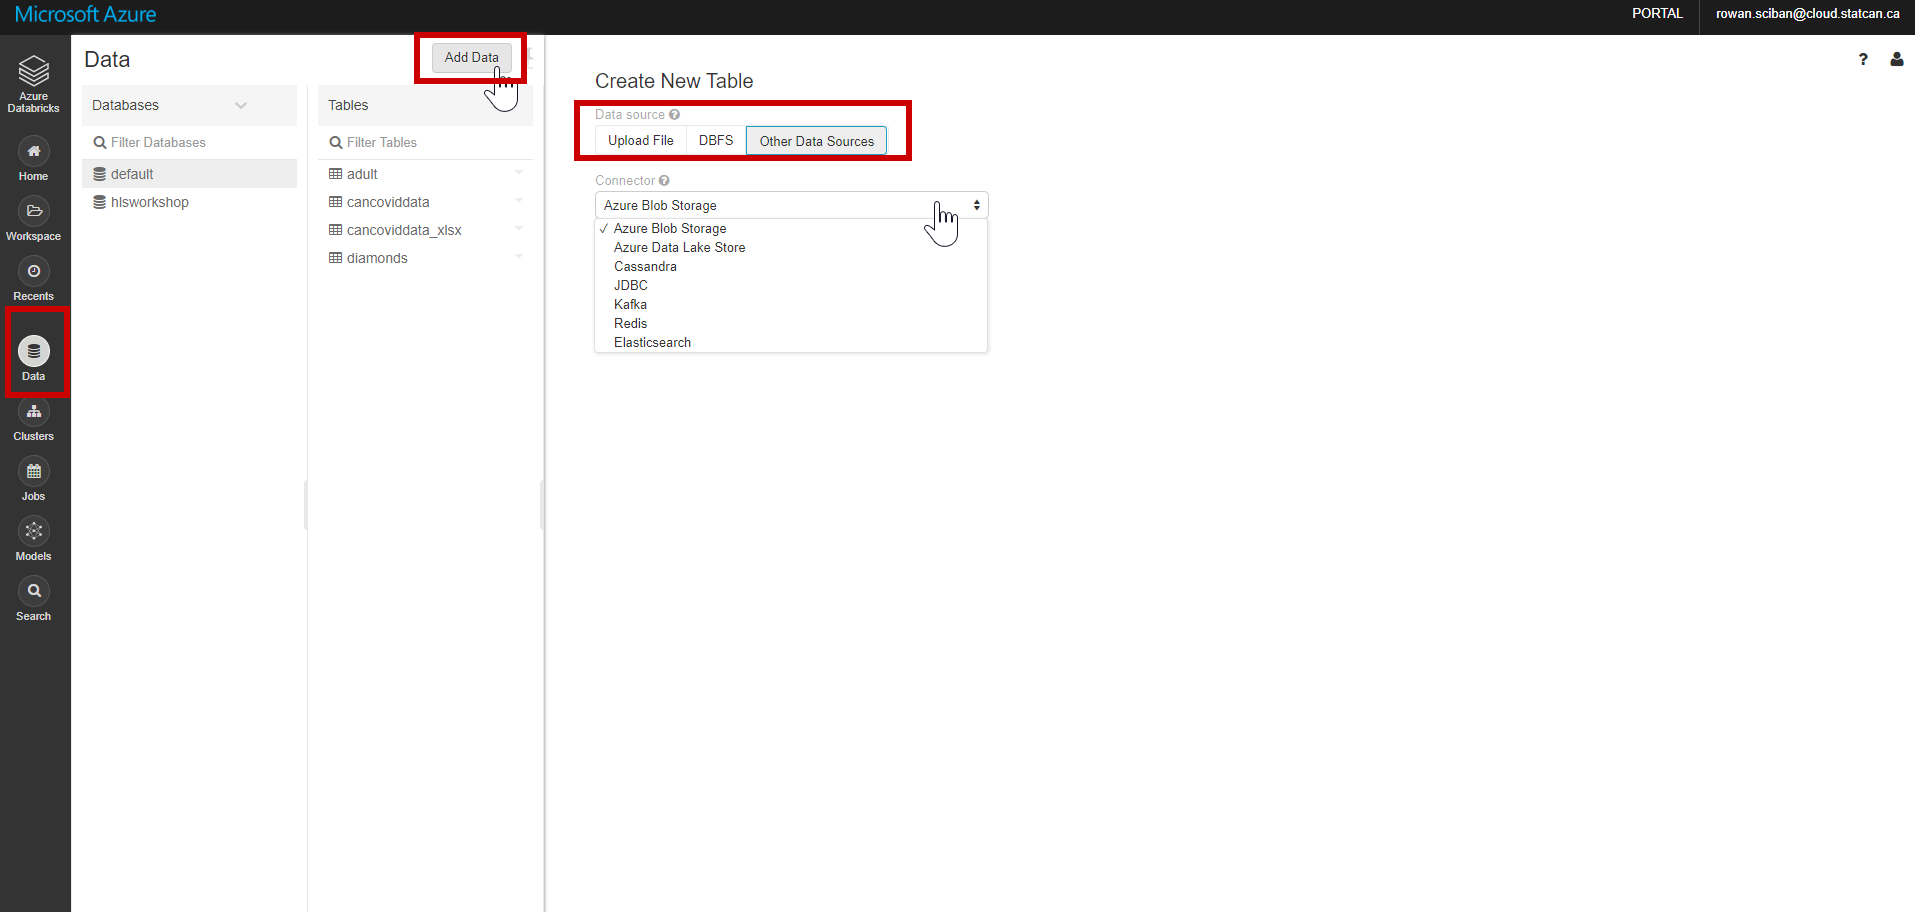 Microsoft Azure
PORTAL
rowan.sciban@cloud.statcan.ca
Azure
Databricks
Home
Workspace
Recents
Data
Clusters
Jobs
Models
Search
Data
Add Data
Databases
Filter Databases
default
hlsworkshop
Tables
Filter Tables
adult
cancoviddata
cancoviddata_xlsx
diamonds
?
Create New Table
Data source ?
Upload File DBFS Other Data Sources
Connector ?
Azure Blob Storage
✓ Azure Blob Storage
Azure Data Lake Store
Cassandra
JDBC
Kafka
Redis
Elasticsearch